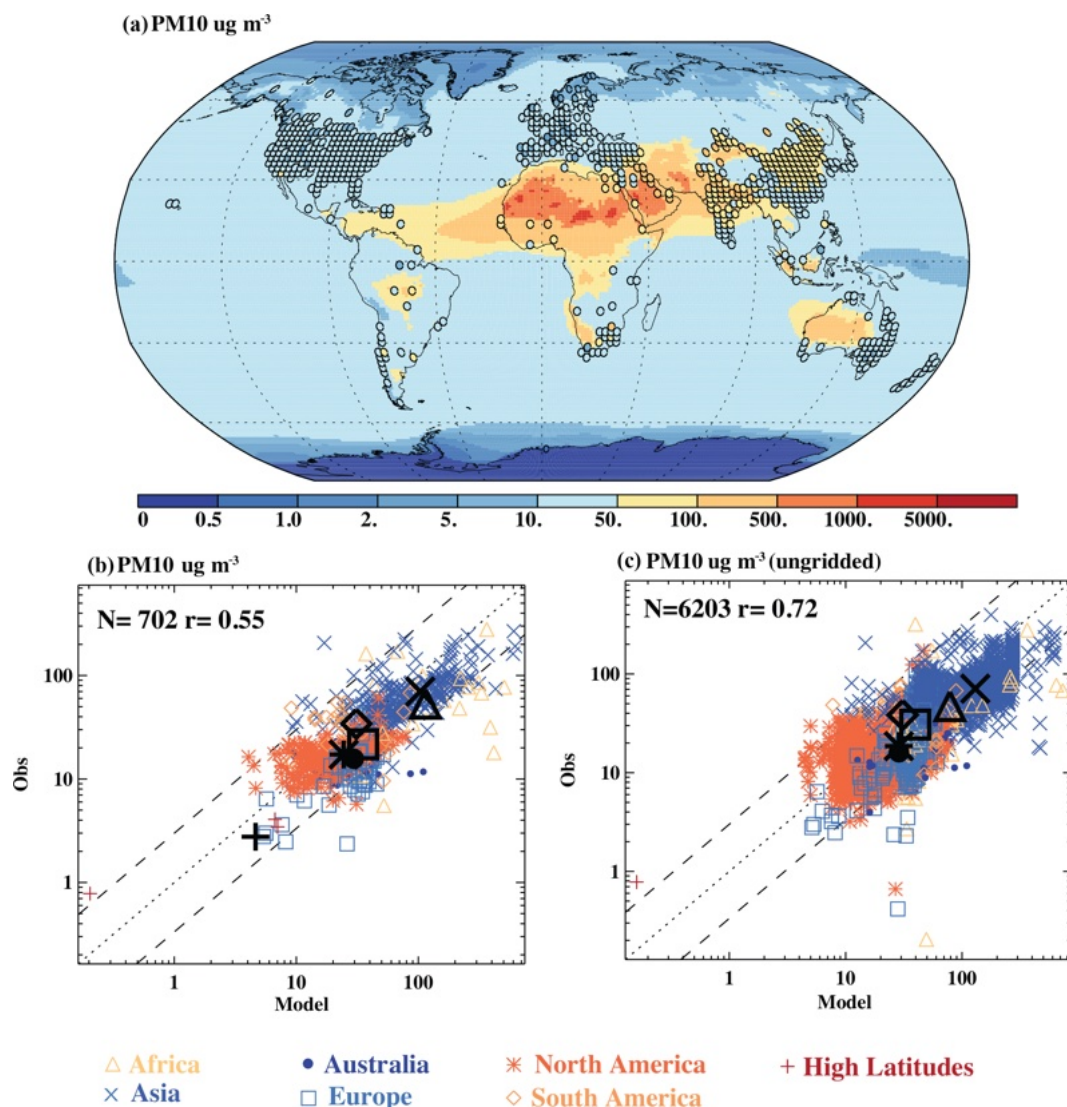 (a) PM10 ug m-3
0 0.5 1.0 2. 5. 10. 50. 100. 500. 1000. 5000.
(b) PM10 ug m-3
(c) PM10 ug m-3 (ungridded)
N= 702 r= 0.55
N=6203 r= 0.72
100
10
1
Obs
1 10 100
Model
100
10
1
Obs
1 10 100
Model
Africa Australia North America High Latitudes
Asia Europe South America